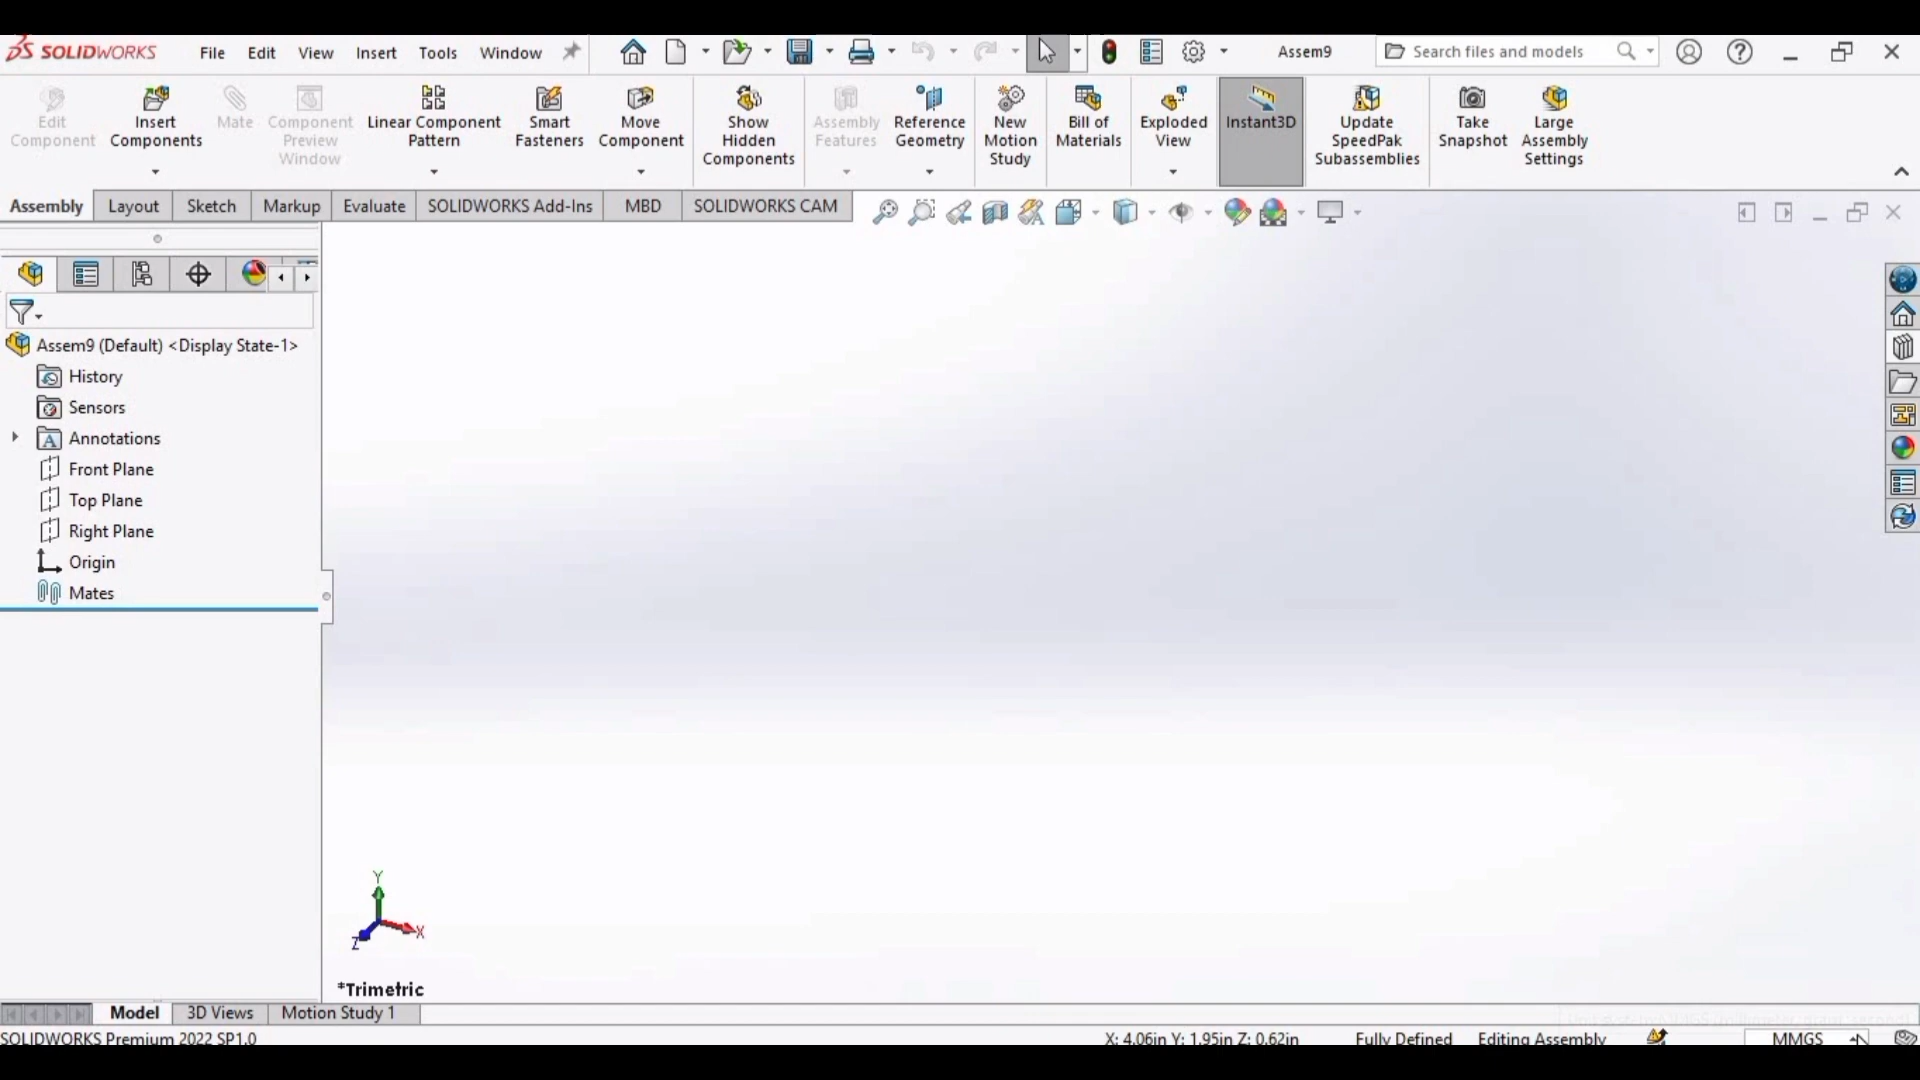 SOLIDWORKS File Edit View Insert Tools Window Assem9 Search files and models
Edit Component
Insert Components
Mate
Component Preview Window
Linear Component Pattern
Smart Fasteners
Move Component
Show Hidden Components
Assembly Features
Reference Geometry
New Motion Study
Bill of Materials
Exploded View
Instant3D
Update SpeedPak Subassemblies
Take Snapshot
Large Assembly Settings
Assembly Layout Sketch Markup Evaluate SOLIDWORKS Add-Ins MBD SOLIDWORKS CAM
Assem9 (Default) <Display State-1>
History
Sensors
A Annotations
Front Plane
Top Plane
Right Plane
Origin
Mates
Y
X
Z
*Trimetric
Model 3D Views Motion Study 1
SOLIDWORKS Premium 2022 SP1.0 X: 4.06in Y: 1.95in Z: 0.62in Fully Defined Editing Assembly MMGS